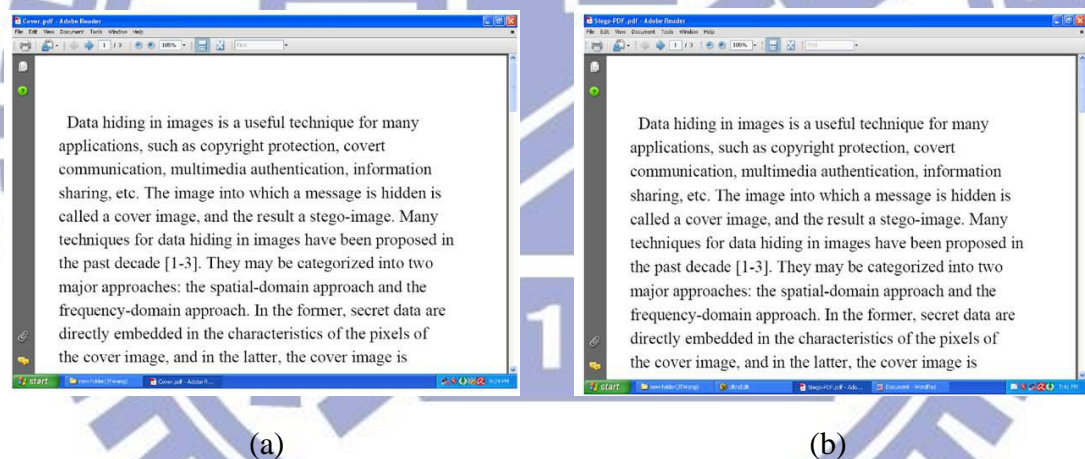 Cover.pdf - Adobe Reader
File Edit View Document Tools Window Help
1 / 3 105% Find
Data hiding in images is a useful technique for many
applications, such as copyright protection, covert
communication, multimedia authentication, information
sharing, etc. The image into which a message is hidden is
called a cover image, and the result a stego-image. Many
techniques for data hiding in images have been proposed in
the past decade [1-3]. They may be categorized into two
major approaches: the spatial-domain approach and the
frequency-domain approach. In the former, secret data are
directly embedded in the characteristics of the pixels of
the cover image, and in the latter, the cover image is
start Cover.pdf - Adobe R...
(a)
Stego-PDF.pdf - Adobe Reader
File Edit View Document Tools Window Help
1 / 3 105% Find
Data hiding in images is a useful technique for many
applications, such as copyright protection, covert
communication, multimedia authentication, information
sharing, etc. The image into which a message is hidden is
called a cover image, and the result a stego-image. Many
techniques for data hiding in images have been proposed in
the past decade [1-3]. They may be categorized into two
major approaches: the spatial-domain approach and the
frequency-domain approach. In the former, secret data are
directly embedded in the characteristics of the pixels of
the cover image, and in the latter, the cover image is
start UltraEdit Stego-PDF.pdf - Ado... Document - WordPad
(b)
1